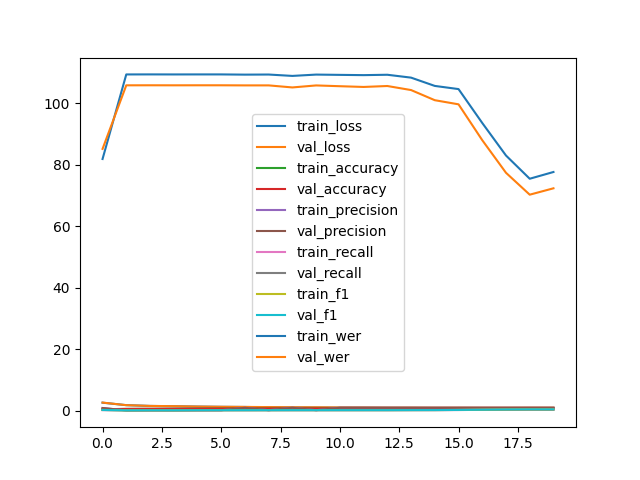 100
80
60
40
20
0
train_loss
val_loss
train_accuracy
val_accuracy
train_precision
val_precision
train_recall
val_recall
train_f1
val_f1
train_wer
val_wer
0.0 2.5 5.0 7.5 10.0 12.5 15.0 17.5